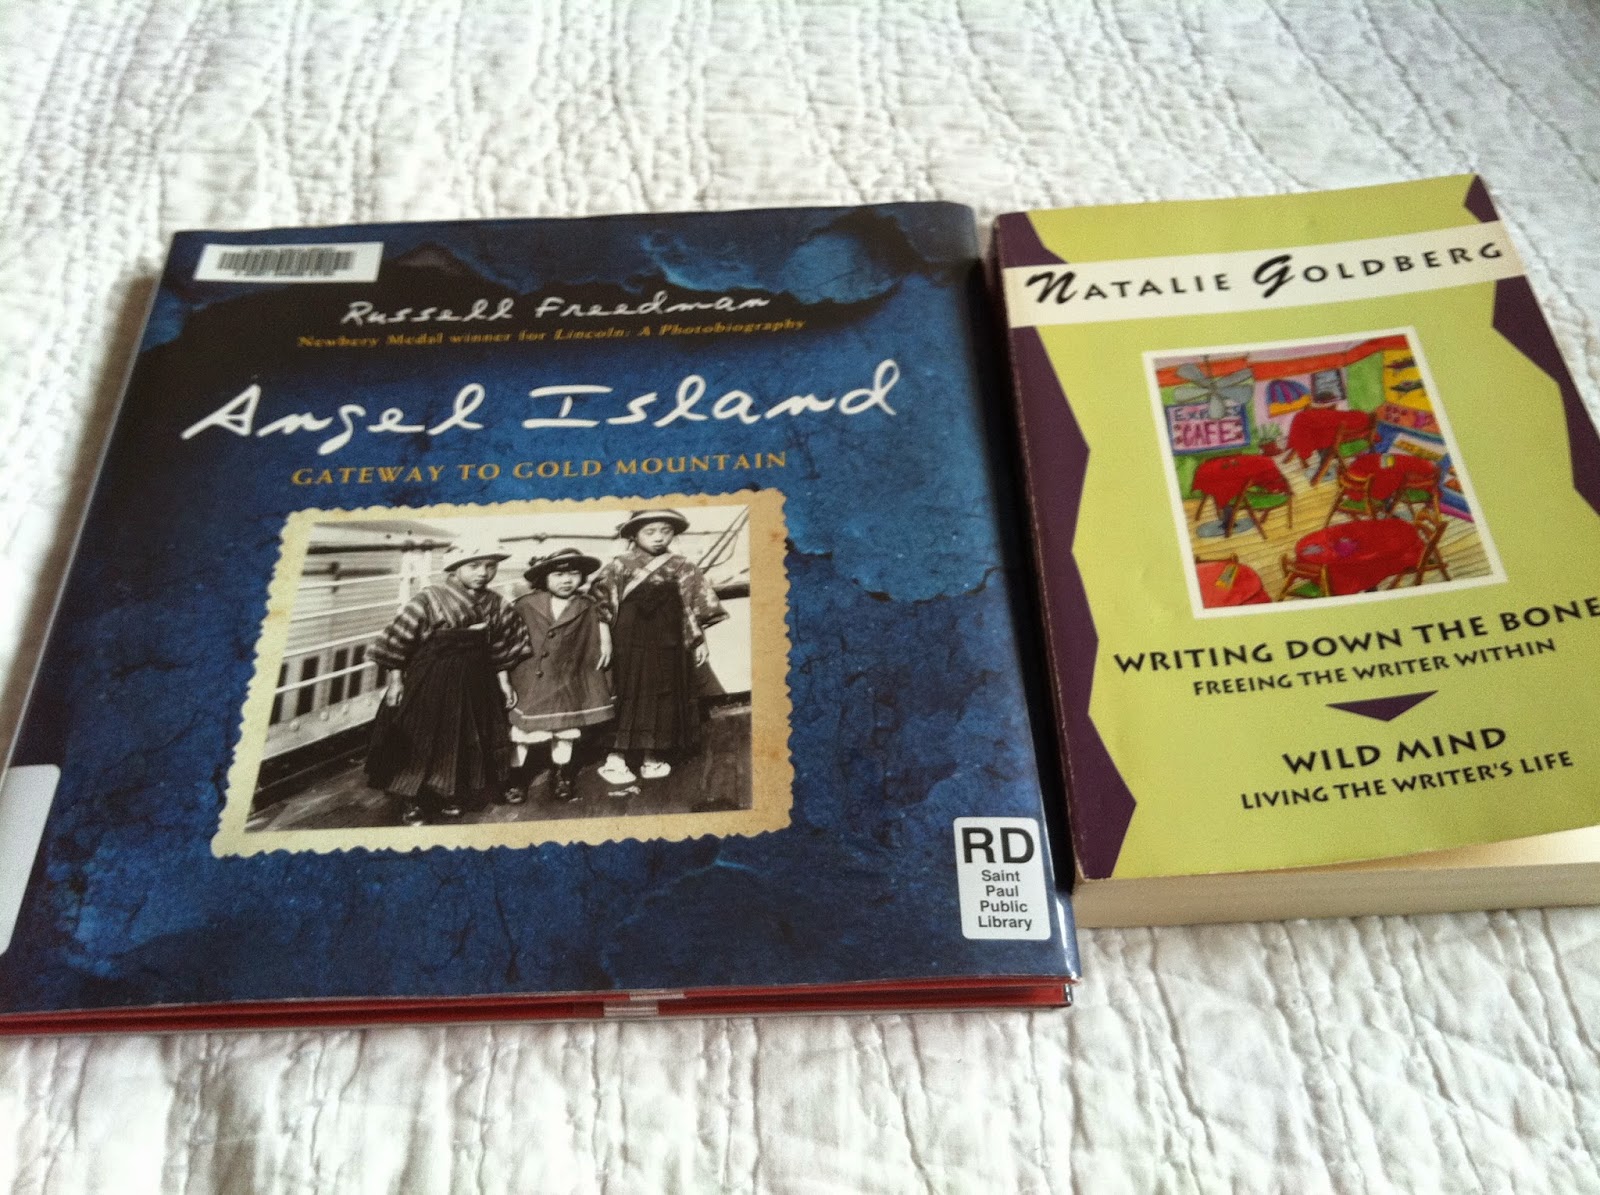 Russell Freedman
Newbery Medal winner for Lincoln: A Photobiography
Angel Island
GATEWAY TO GOLD MOUNTAIN
RD
Saint
Paul
Public
Library
NATALIE GOLDBERG
CAFE
WRITING DOWN THE BONE
FREEING THE WRITER WITHIN
WILD MIND
LIVING THE WRITER'S LIFE